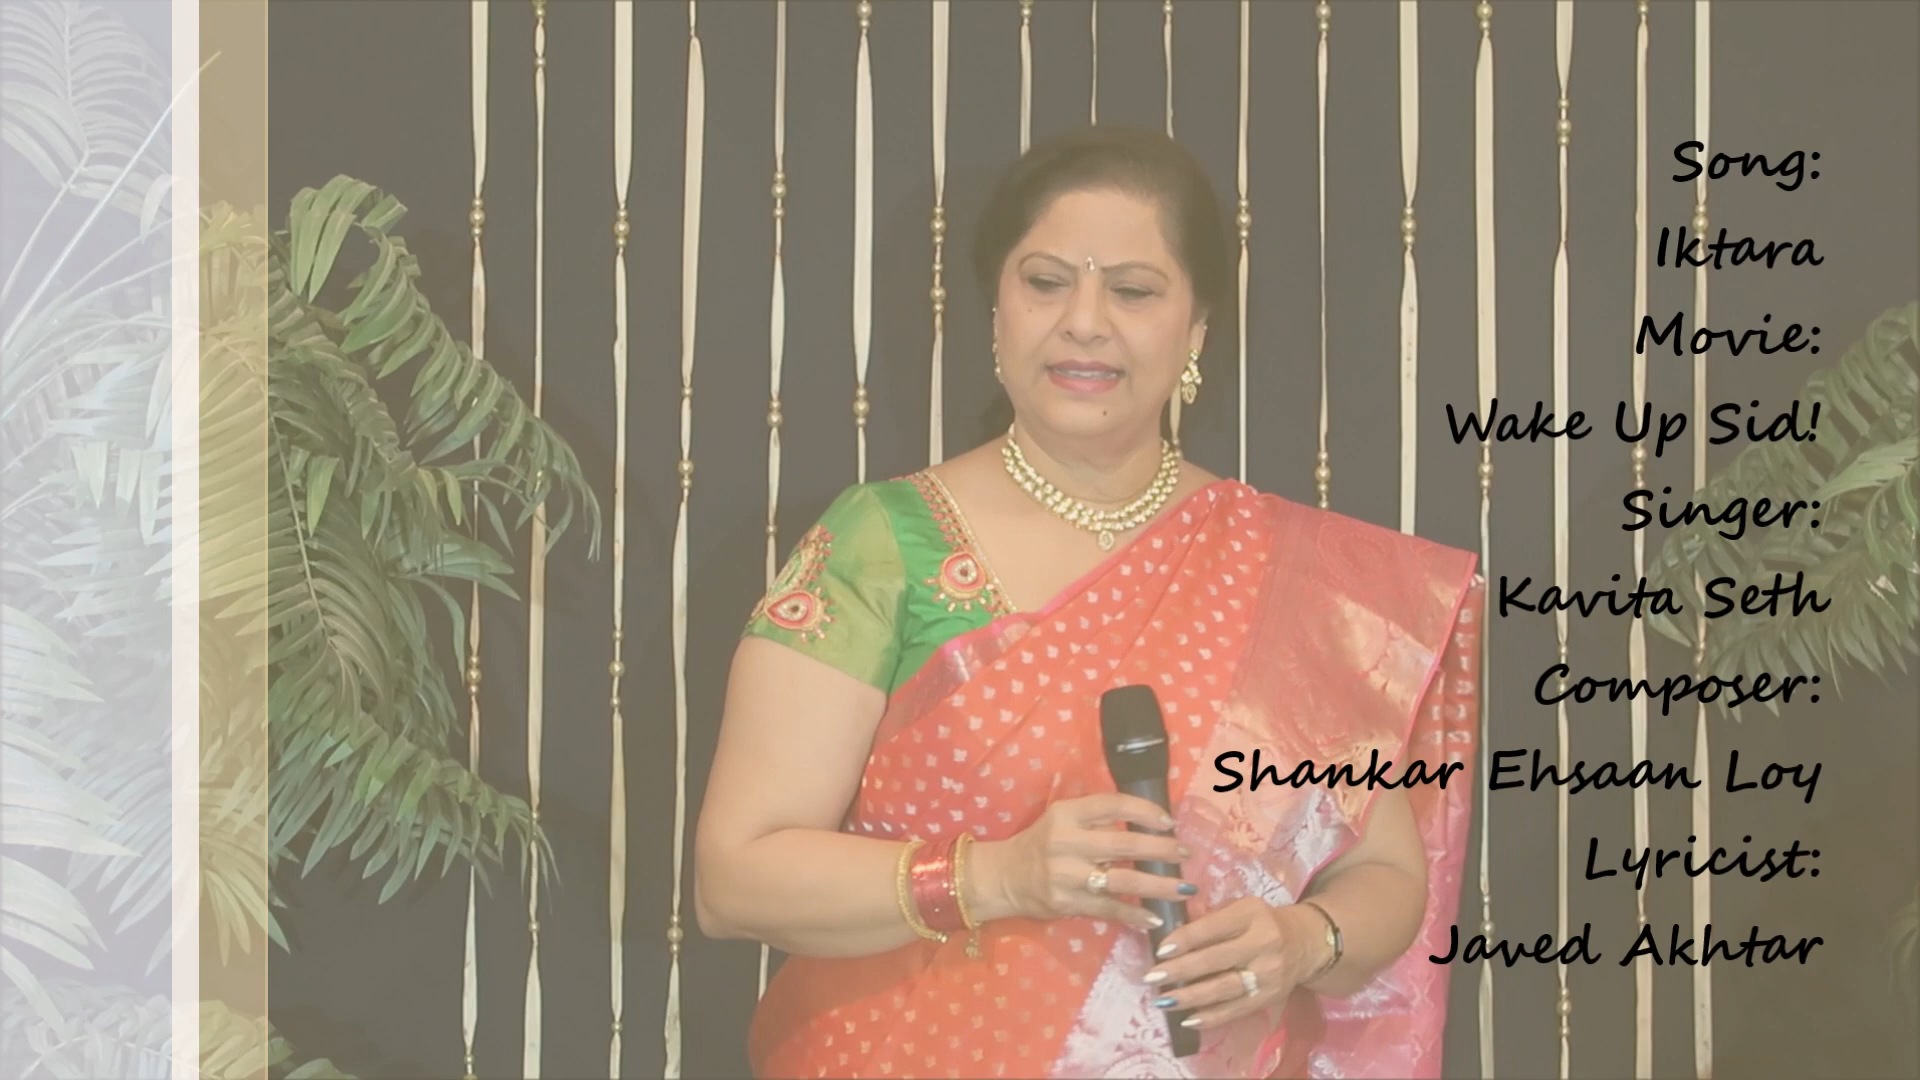 Song:
Iktara
Movie:
Wake Up Sid!
Singer:
Kavita Seth
Composer:
Shankar Ehsaan Loy
Lyricist:
Javed Akhtar